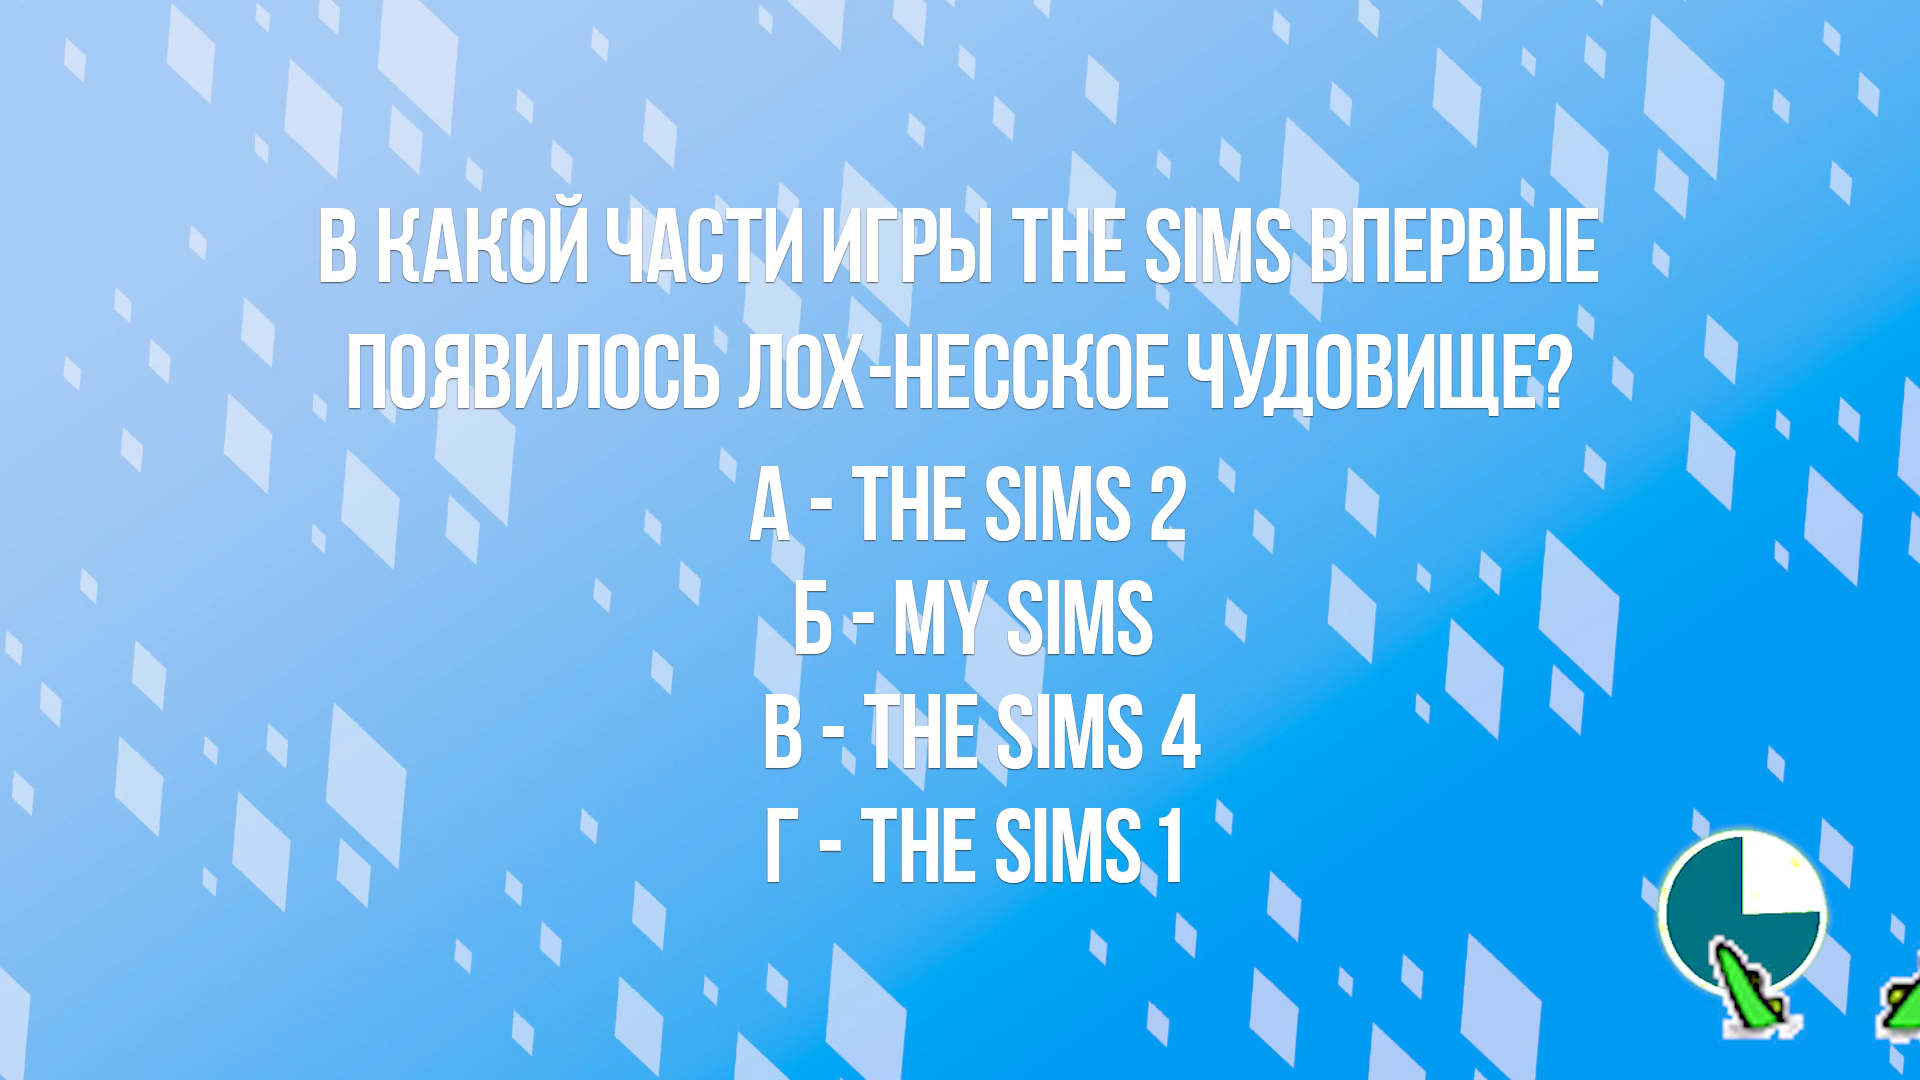 В КАКОЙ ЧАСТИ ИГРЫ THE SIMS ВПЕРВЫЕ
ПОЯВИЛОСЬ ЛОХ-НЕССКОЕ ЧУДОВИЩЕ?
А - THE SIMS 2
Б - MY SIMS
В - THE SIMS 4
Г - THE SIMS 1